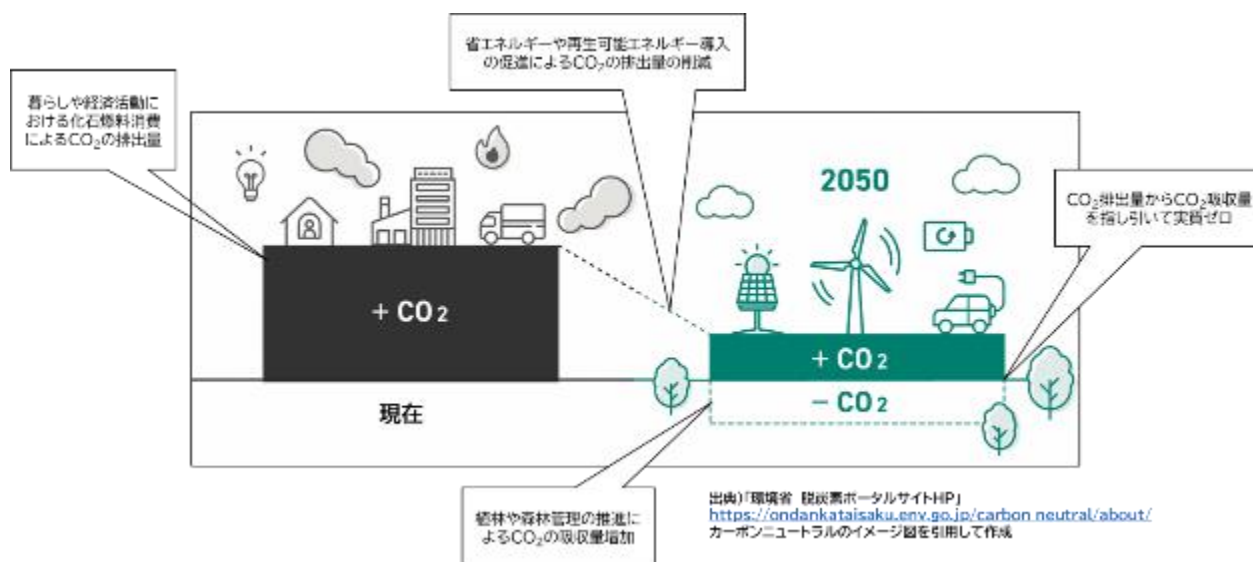 省エネルギーや再生可能エネルギー導入
の促進によるCO₂の排出量の削減
暮らしや経済活動に
おける化石燃料消費
によるCO₂の排出量
2050
CO₂排出量からCO₂吸収量
を指し引いて実質ゼロ
+ CO₂
+ CO₂
- CO₂
現在
植林や森林管理の推進に
よるCO₂の吸収量増加
出典)「環境省 脱炭素ポータルサイトHP」
https://ondankataisaku.env.go.jp/carbon_neutral/about/
カーボンニュートラルのイメージ図を引用して作成